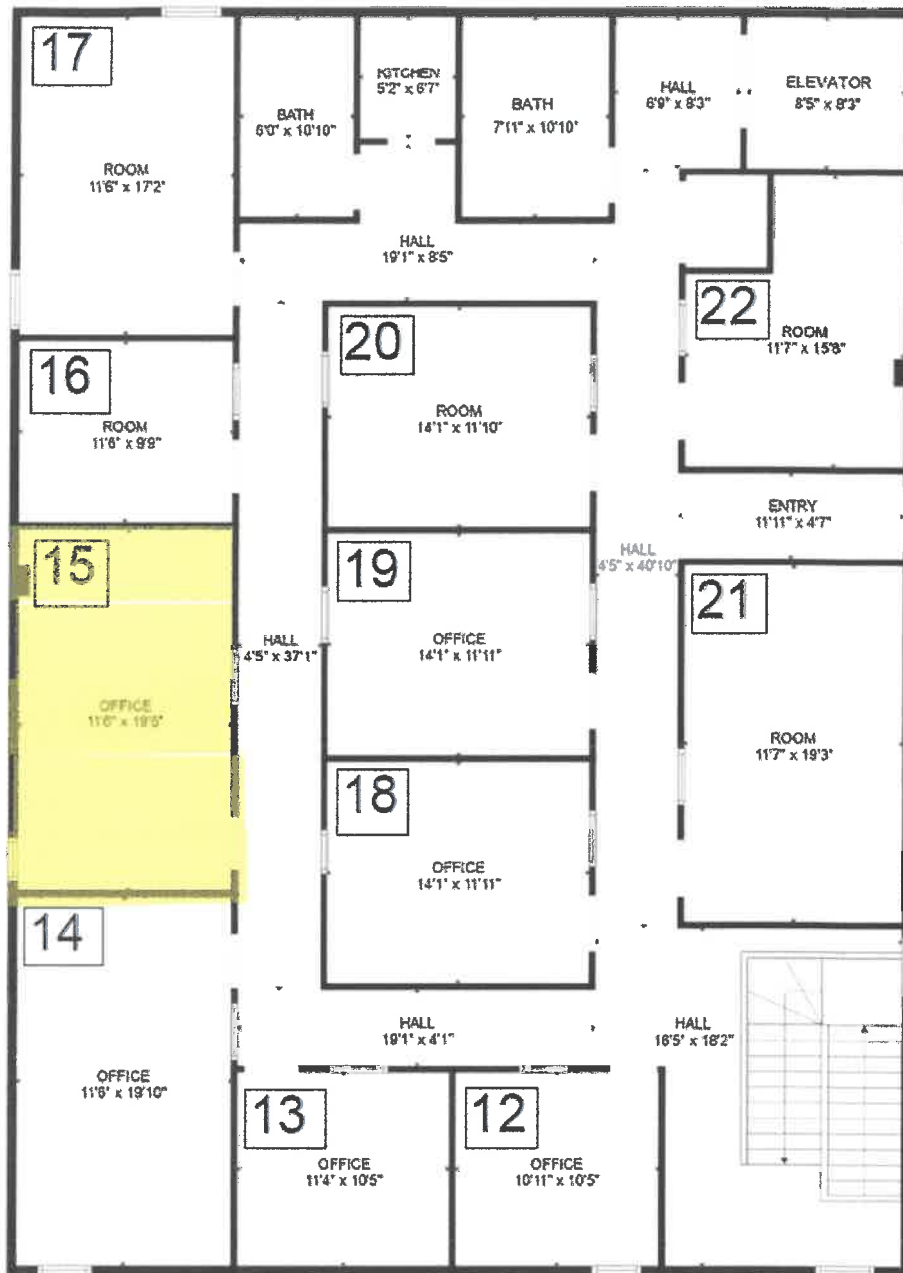 17
ROOM
11'6" x 17'2"
BATH
6'0" x 10'10"
KITCHEN
5'2" x 6'7"
BATH
7'11" x 10'10"
HALL
6'9" x 8'3"
ELEVATOR
8'5" x 8'3"
HALL
19'1" x 8'5"
22
ROOM
11'7" x 15'8"
16
ROOM
11'6" x 9'9"
20
ROOM
14'1" x 11'10"
ENTRY
11'11" x 4'7"
15
OFFICE
11'6" x 19'5"
HALL
4'5" x 37'1"
19
OFFICE
14'1" x 11'11"
HALL
4'5" x 40'10"
21
ROOM
11'7" x 19'3"
18
OFFICE
14'1" x 11'11"
14
OFFICE
11'6" x 19'10"
HALL
19'1" x 4'1"
HALL
16'5" x 18'2"
13
OFFICE
11'4" x 10'5"
12
OFFICE
10'11" x 10'5"